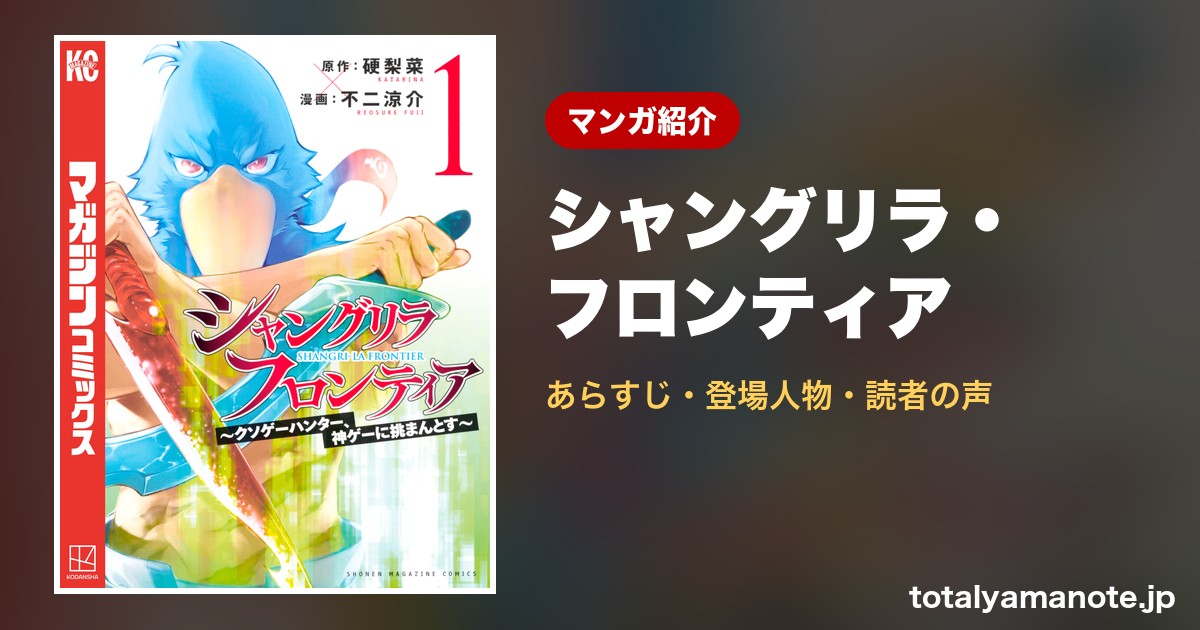 KC
MAGAZINE
マガジンコミックス
KODANSHA
原作：硬梨菜
KATARINA
漫画：不二涼介
RYOSUKE FUJI
1
シャングリラ
SHANGRI-LA FRONTIER
フロンティア
～クソゲーハンター、
神ゲーに挑まんとす～
SHONEN MAGAZINE COMICS
マンガ紹介
シャングリラ・
フロンティア
あらすじ・登場人物・読者の声
totalyamanote.jp